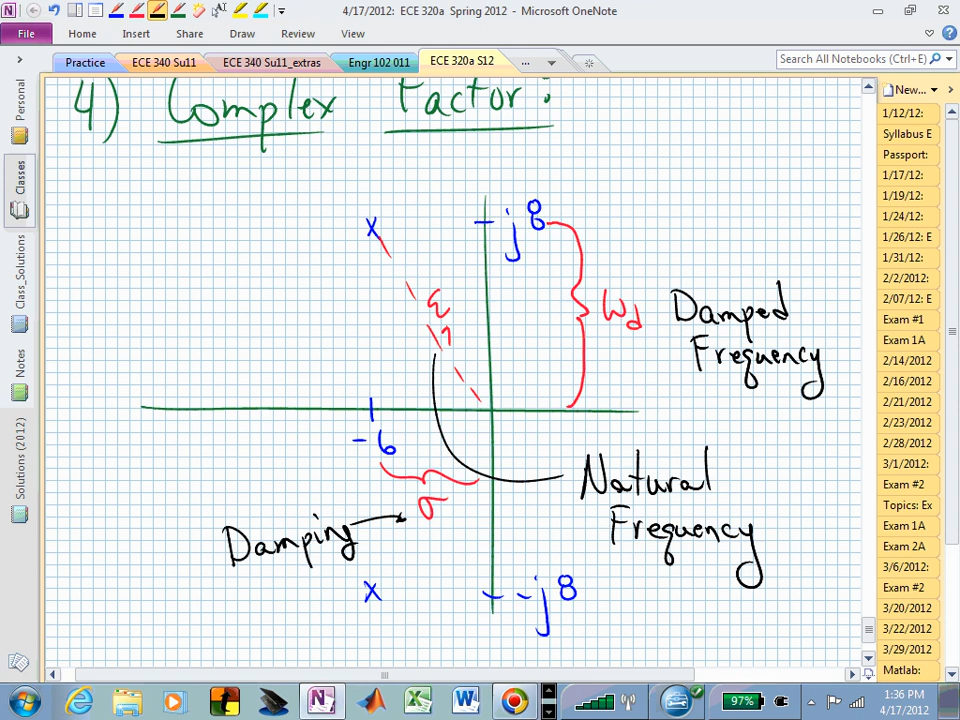 4/17/2012: ECE 320a Spring 2012 - Microsoft OneNote
File Home Insert Share Draw Review View
Practice ECE 340 Su11 ECE 340 Su11_extras Engr 102 011 ECE 320a S12 ...
Search All Notebooks (Ctrl+E)
Personal
Classes
Class_Solutions
Notes
Solutions (2012)
4) Complex Factor:
x
j8
ωn
ωd
Damped
Frequency
-6
σ
Natural
Frequency
Damping
x
-j8
New...
1/12/12:
Syllabus E
Passport:
1/17/12:
1/19/12:
1/24/12:
1/26/12: E
1/31/12:
2/2/2012:
2/07/12: E
Exam #1
Exam 1A
2/14/2012
2/16/2012
2/21/2012
2/23/2012
2/28/2012
3/1/2012:
Exam #2
Topics: Ex
Exam 1A
Exam 2A
3/6/2012:
Exam #2
3/20/2012
3/22/2012
3/29/2012
Matlab:
97%
1:36 PM
4/17/2012